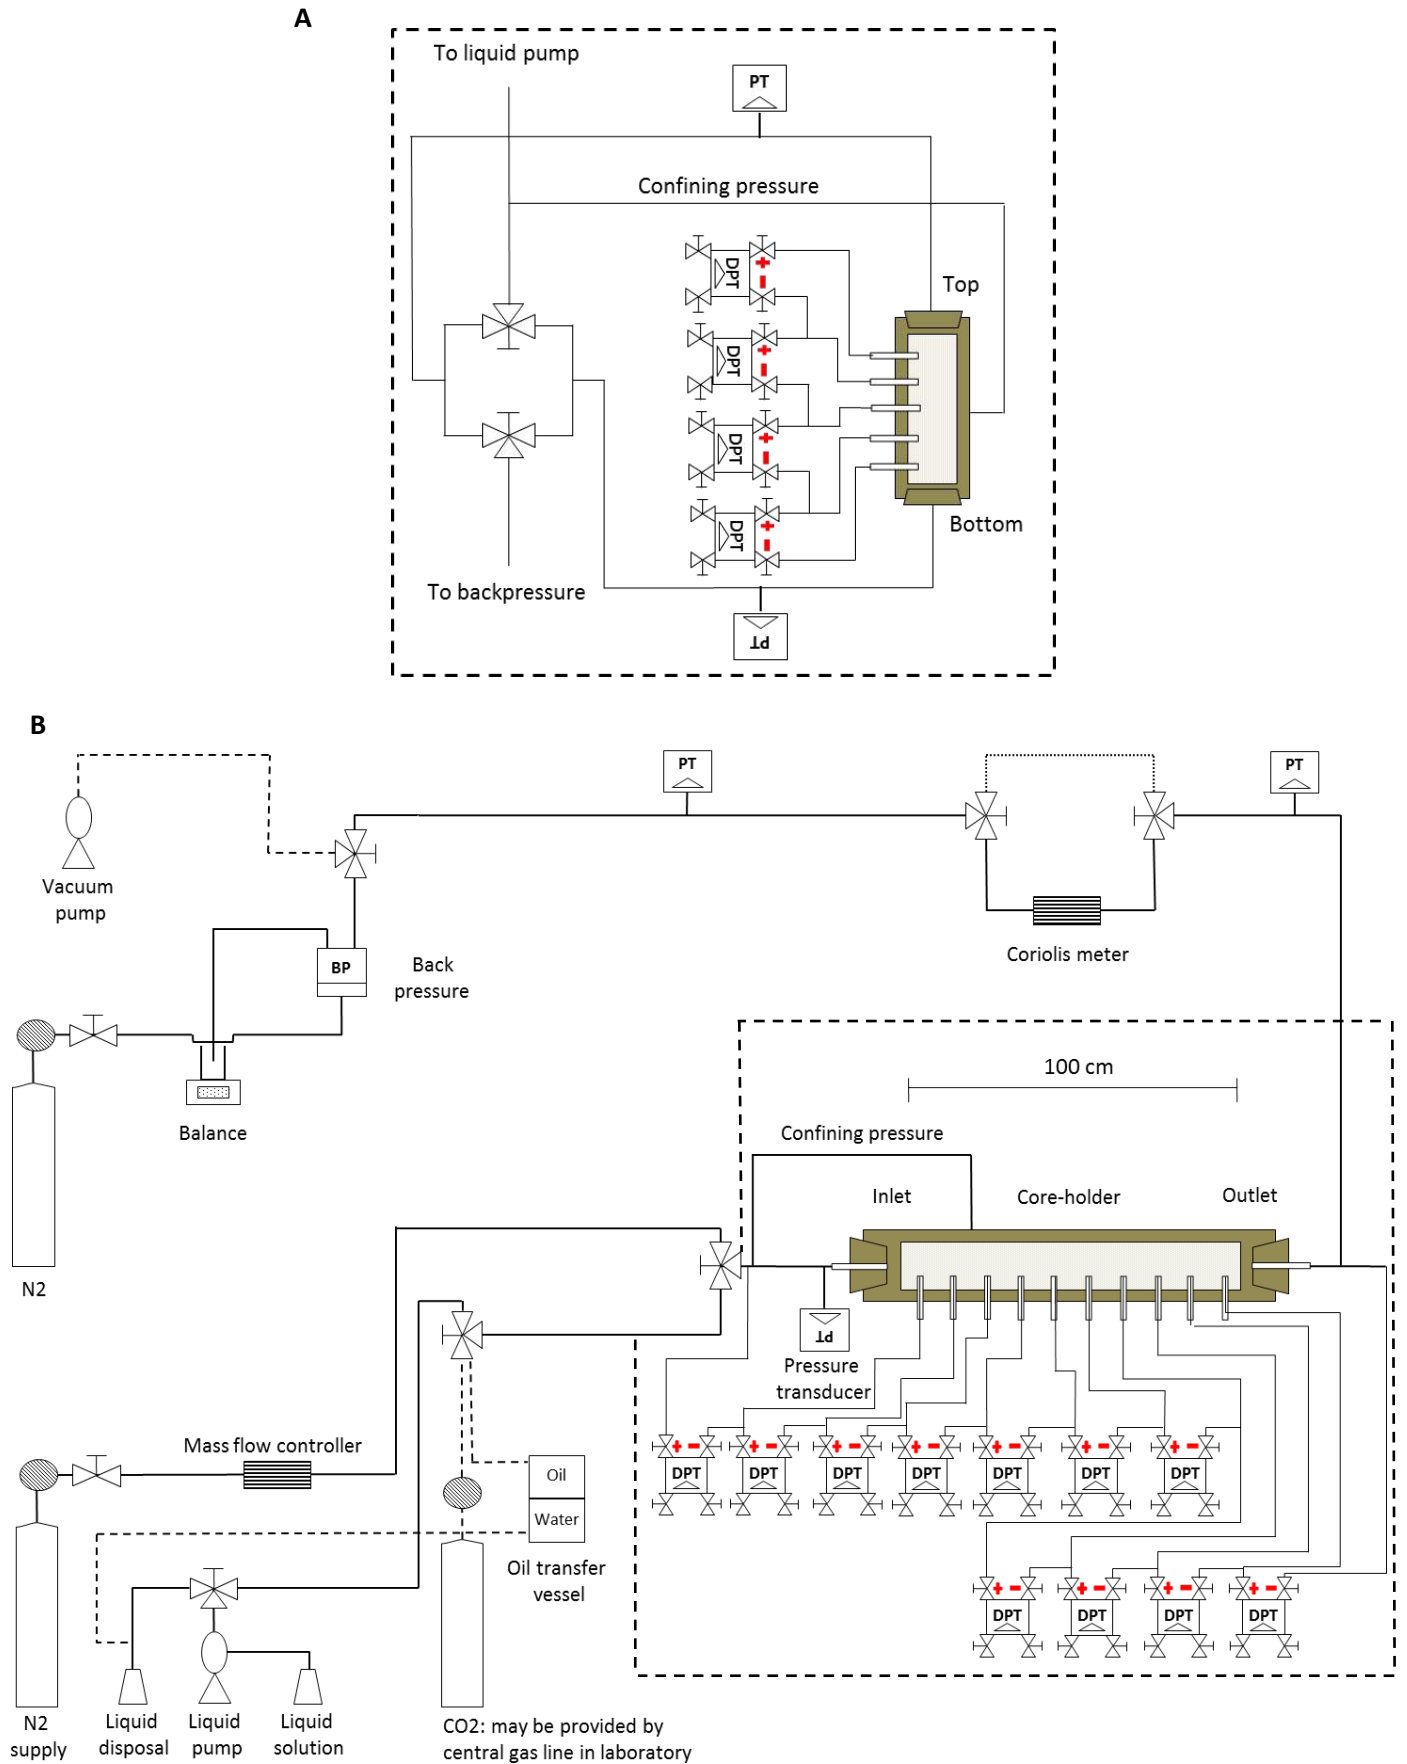 A
To liquid pump
PT
Confining pressure
DPT
+
-
Top
DPT
+
-
DPT
+
-
DPT
+
-
Bottom
To backpressure
PT
B
PT
PT
Vacuum
pump
Coriolis meter
BP
Back
pressure
100 cm
Balance
Confining pressure
Inlet
Core-holder
Outlet
N2
PT
Pressure
transducer
Mass flow controller
+ - + - + - + - + - + - + -
DPT DPT DPT DPT DPT DPT DPT
Oil
Water
Oil transfer
vessel
+ - + - + - + -
DPT DPT DPT DPT
N2
supply
Liquid
disposal
Liquid
pump
Liquid
solution
CO2: may be provided by
central gas line in laboratory